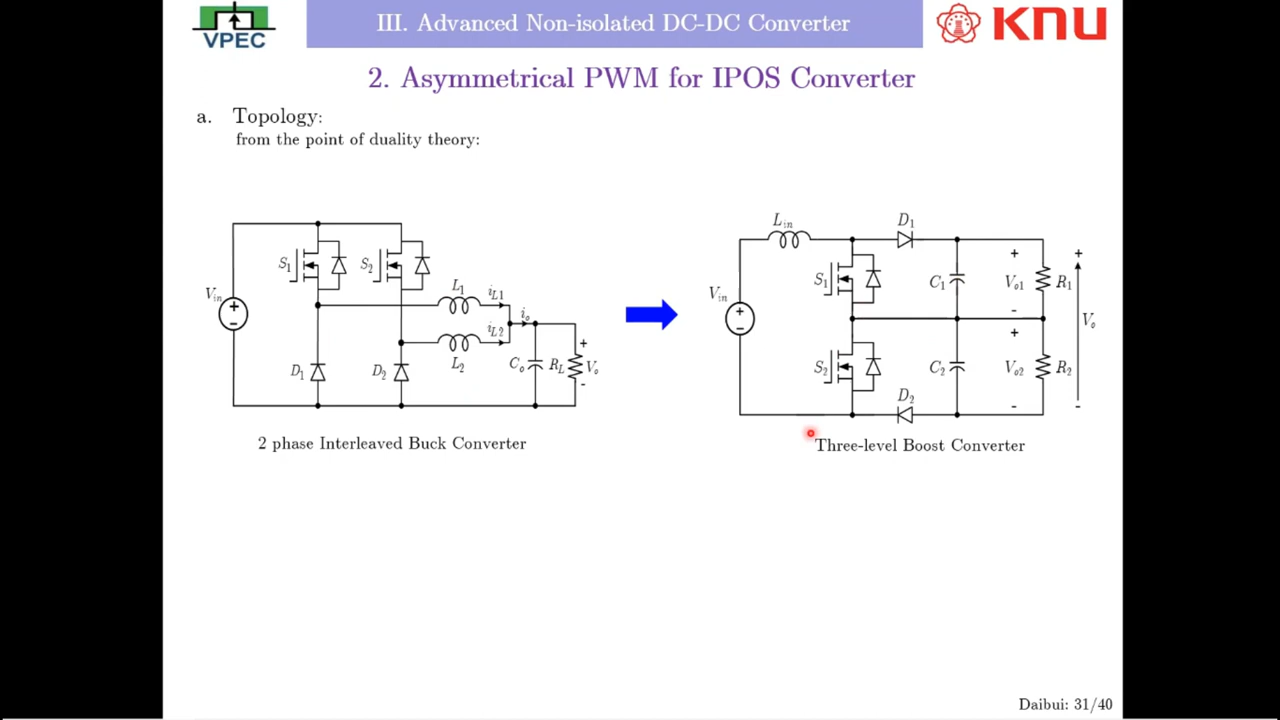 VPEC
III. Advanced Non-isolated DC-DC Converter
KNU
2. Asymmetrical PWM for IPOS Converter
a. Topology:
from the point of duality theory:
Vin
S1
S2
L1
iL1
io
iL2
L2
D1
D2
Co
RL
+
Vo
-
2 phase Interleaved Buck Converter
Lin
D1
Vin
S1
C1
+
Vo1
-
R1
+
Vo
-
S2
C2
+
Vo2
-
R2
D2
Three-level Boost Converter
Daibui: 31/40